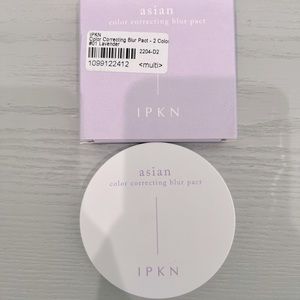 asian
color correcting blur pact
IPKN
Color Correcting Blur Pact - 2 Color
#01 Lavender
2204-D2
1099122412
<multi>
IPKN
asian
color correcting blur pact
IPKN